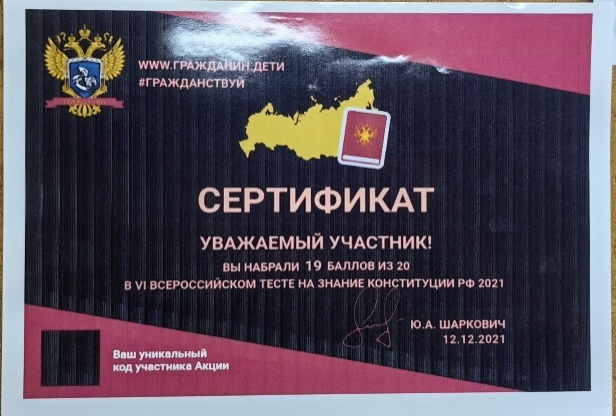 WWW.ГРАЖДАНИН.ДЕТИ
#ГРАЖДАНСТВУЙ
СЕРТИФИКАТ
УВАЖАЕМЫЙ УЧАСТНИК!
ВЫ НАБРАЛИ 19 БАЛЛОВ ИЗ 20
В VI ВСЕРОССИЙСКОМ ТЕСТЕ НА ЗНАНИЕ КОНСТИТУЦИИ РФ 2021
Ю.А. ШАРКОВИЧ
12.12.2021
Ваш уникальный
код участника Акции